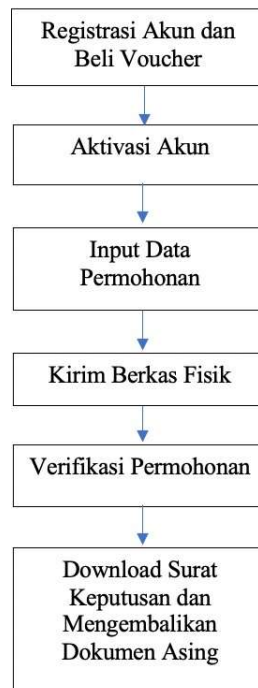 Registrasi Akun dan
Beli Voucher
Aktivasi Akun
Input Data
Permohonan
Kirim Berkas Fisik
Verifikasi Permohonan
Download Surat
Keputusan dan
Mengembalikan
Dokumen Asing